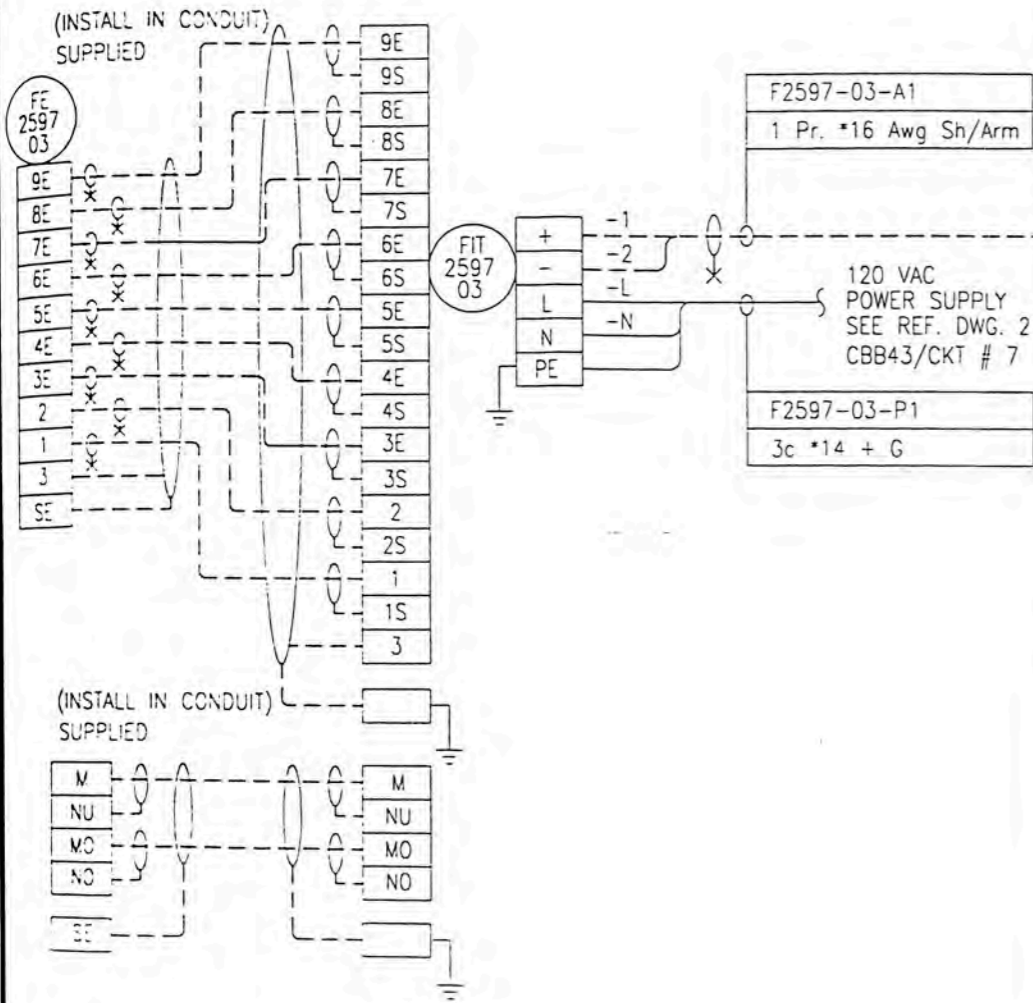 (INSTALL IN CONDUIT)
SUPPLIED
FE
2597
03
9E
8E
7E
6E
5E
4E
3E
2
1
3
SE
9E
9S
8E
8S
7E
7S
6E
6S
5E
5S
4E
4S
3E
3S
2
2S
1
1S
3
FIT
2597
03
+
-
L
N
PE
-1
-2
-L
-N
F2597-03-A1
1 Pr. *16 Awg Sh/Arm
120 VAC
POWER SUPPLY
SEE REF. DWG. 2
CBB43/CKT # 7
F2597-03-P1
3c *14 + G
(INSTALL IN CONDUIT)
SUPPLIED
M
NU
MO
NO
SE
M
NU
MO
NO